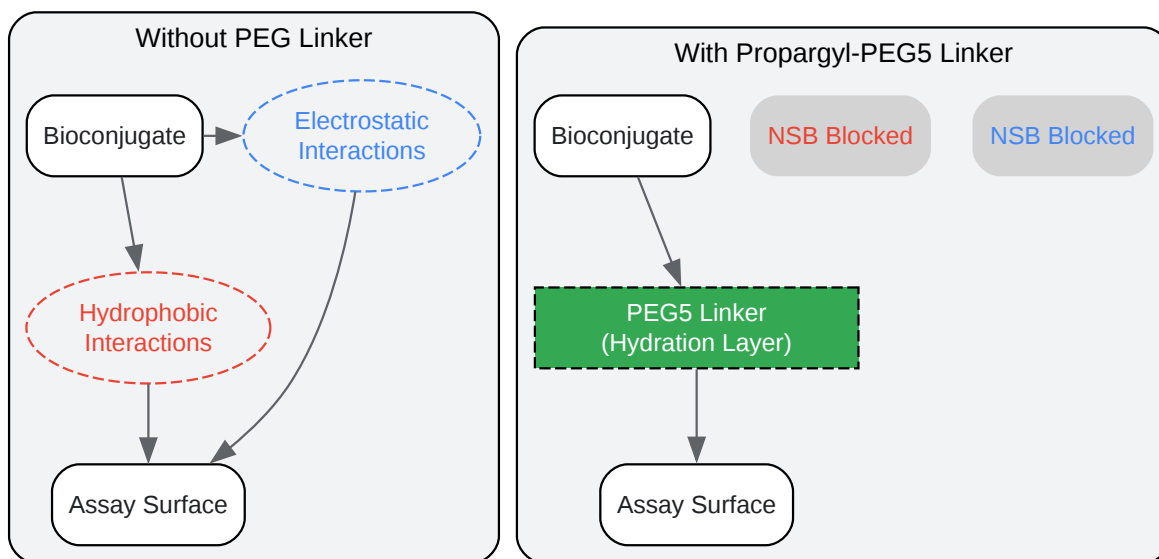 Without PEG Linker
Bioconjugate
Electrostatic
Interactions
Hydrophobic
Interactions
Assay Surface
With Propargyl-PEG5 Linker
Bioconjugate
NSB Blocked
NSB Blocked
PEG5 Linker
(Hydration Layer)
Assay Surface